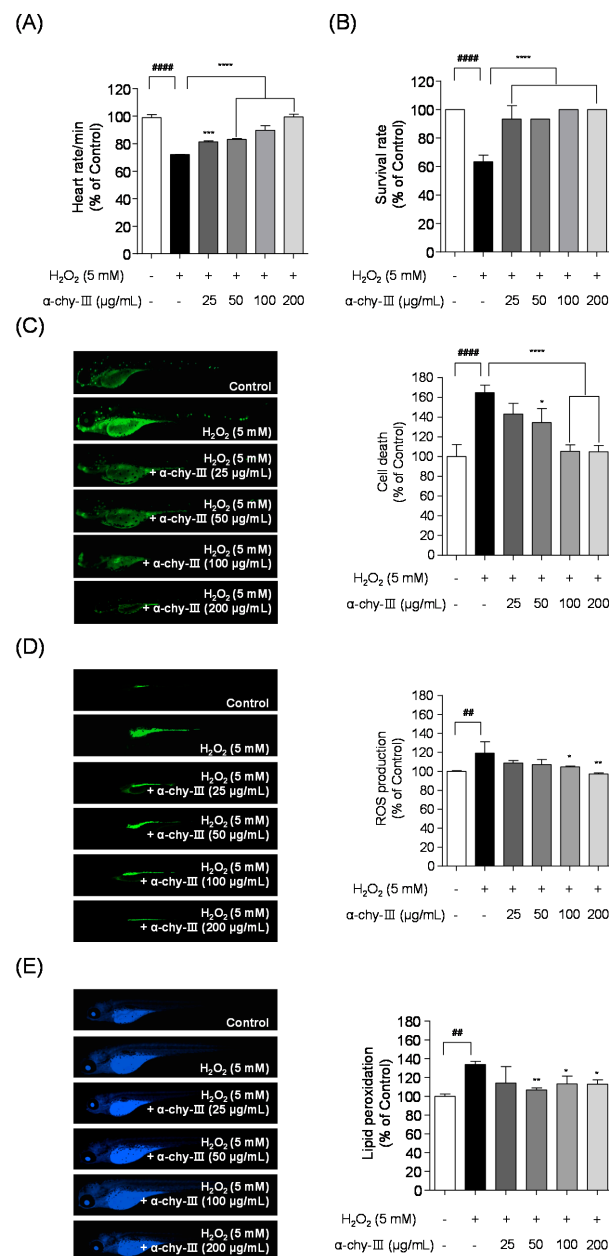 (A)
####
****
***
120
100
80
60
40
20
0
Heart rate/min
(% of Control)
H₂O₂ (5 mM) - + + + + +
α-chy-Ⅲ (µg/mL) - - 25 50 100 200
(B)
####
****
100
80
60
40
20
0
Survival rate
(% of Control)
H₂O₂ (5 mM) - + + + + +
α-chy-Ⅲ (µg/mL) - - 25 50 100 200
(C)
Control
H₂O₂ (5 mM)
H₂O₂ (5 mM)
+ α-chy-Ⅲ (25 µg/mL)
H₂O₂ (5 mM)
+ α-chy-Ⅲ (50 µg/mL)
H₂O₂ (5 mM)
+ α-chy-Ⅲ (100 µg/mL)
H₂O₂ (5 mM)
+ α-chy-Ⅲ (200 µg/mL)
####
****
*
180
160
140
120
100
80
60
40
20
0
Cell death
(% of Control)
H₂O₂ (5 mM) - + + + + +
α-chy-Ⅲ (µg/mL) - - 25 50 100 200
(D)
Control
H₂O₂ (5 mM)
H₂O₂ (5 mM)
+ α-chy-Ⅲ (25 µg/mL)
H₂O₂ (5 mM)
+ α-chy-Ⅲ (50 µg/mL)
H₂O₂ (5 mM)
+ α-chy-Ⅲ (100 µg/mL)
H₂O₂ (5 mM)
+ α-chy-Ⅲ (200 µg/mL)
##
* **
180
160
140
120
100
80
60
40
20
0
ROS production
(% of Control)
H₂O₂ (5 mM) - + + + + +
α-chy-Ⅲ (µg/mL) - - 25 50 100 200
(E)
Control
H₂O₂ (5 mM)
H₂O₂ (5 mM)
+ α-chy-Ⅲ (25 µg/mL)
H₂O₂ (5 mM)
+ α-chy-Ⅲ (50 µg/mL)
H₂O₂ (5 mM)
+ α-chy-Ⅲ (100 µg/mL)
H₂O₂ (5 mM)
+ α-chy-Ⅲ (200 µg/mL)
##
** * *
180
160
140
120
100
80
60
40
20
0
Lipid peroxidation
(% of Control)
H₂O₂ (5 mM) - + + + + +
α-chy-Ⅲ (µg/mL) - - 25 50 100 200